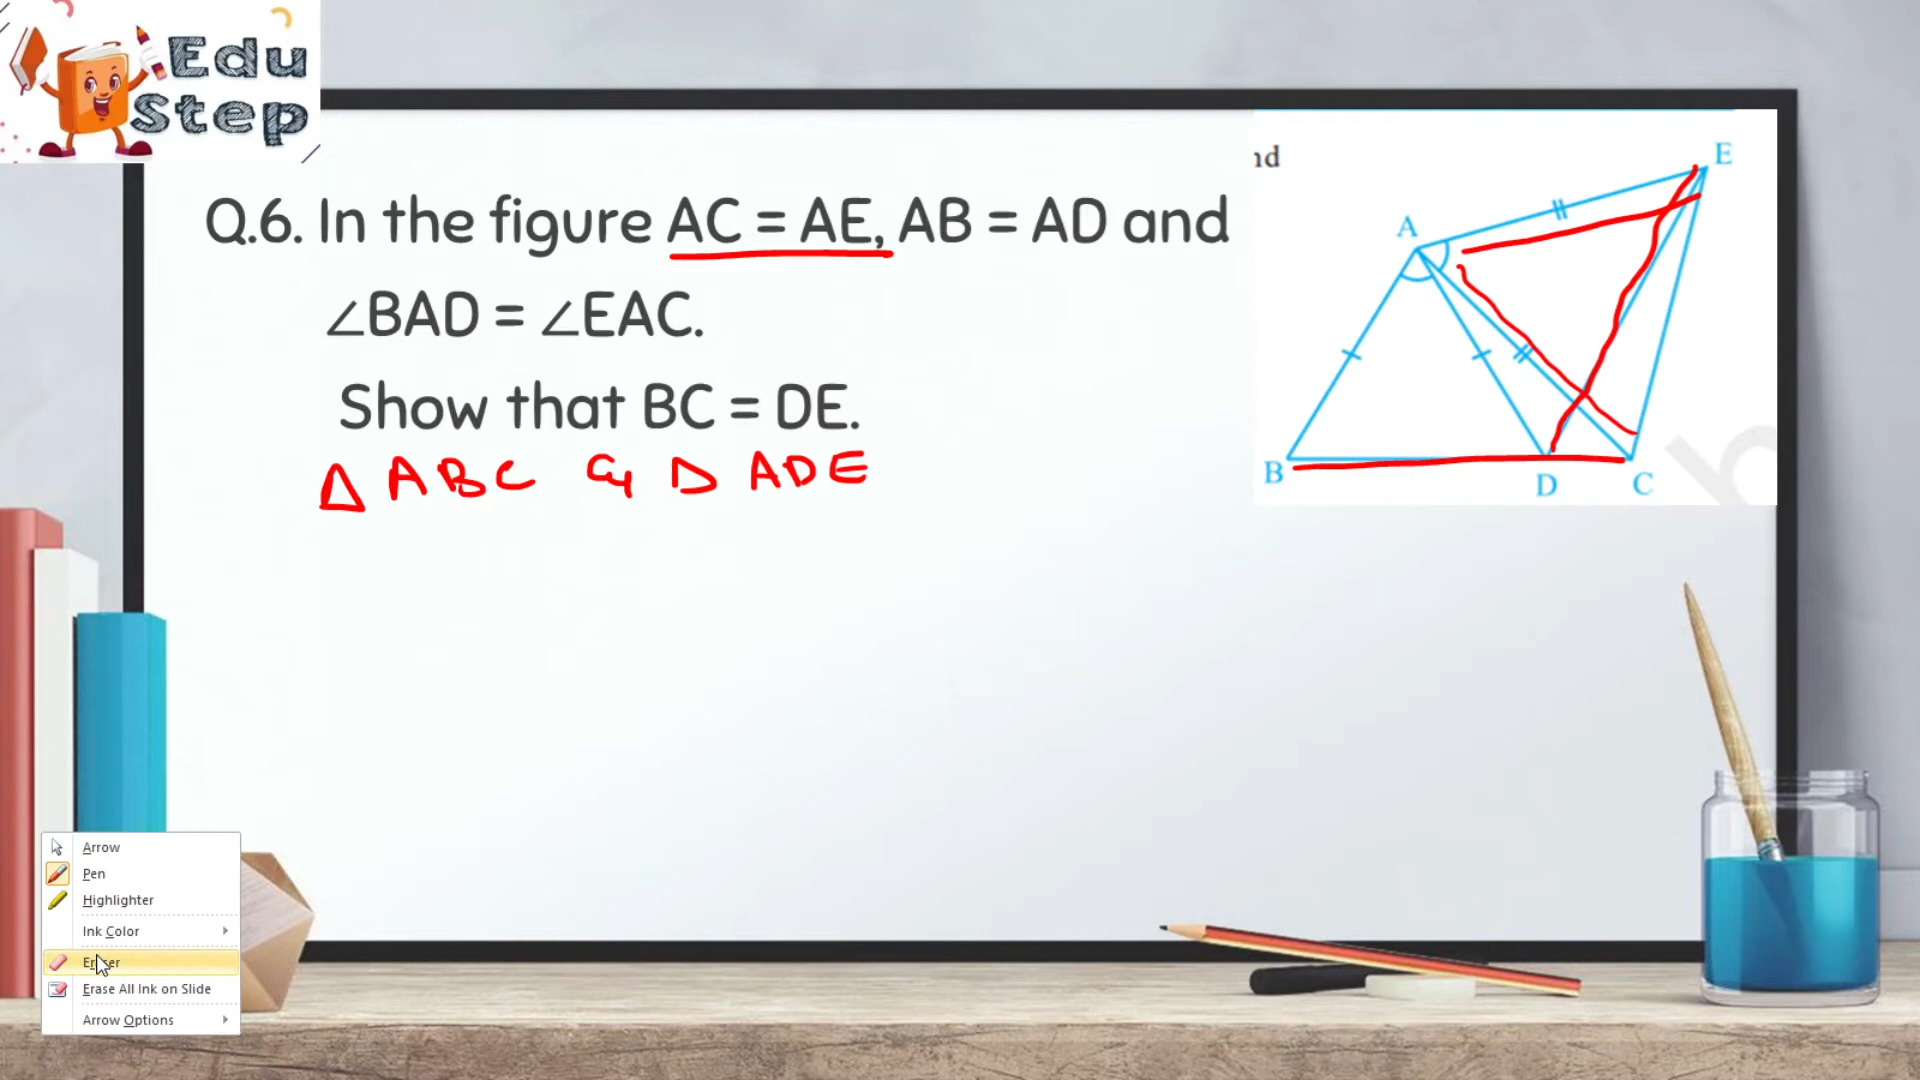 Edu
Step
nd
Q.6. In the figure AC = AE, AB = AD and
∠BAD = ∠EAC.
Show that BC = DE.
Δ ABC Δ ADE
E
A
B
D
C
Arrow
Pen
Highlighter
Ink Color
Eraser
Erase All Ink on Slide
Arrow Options